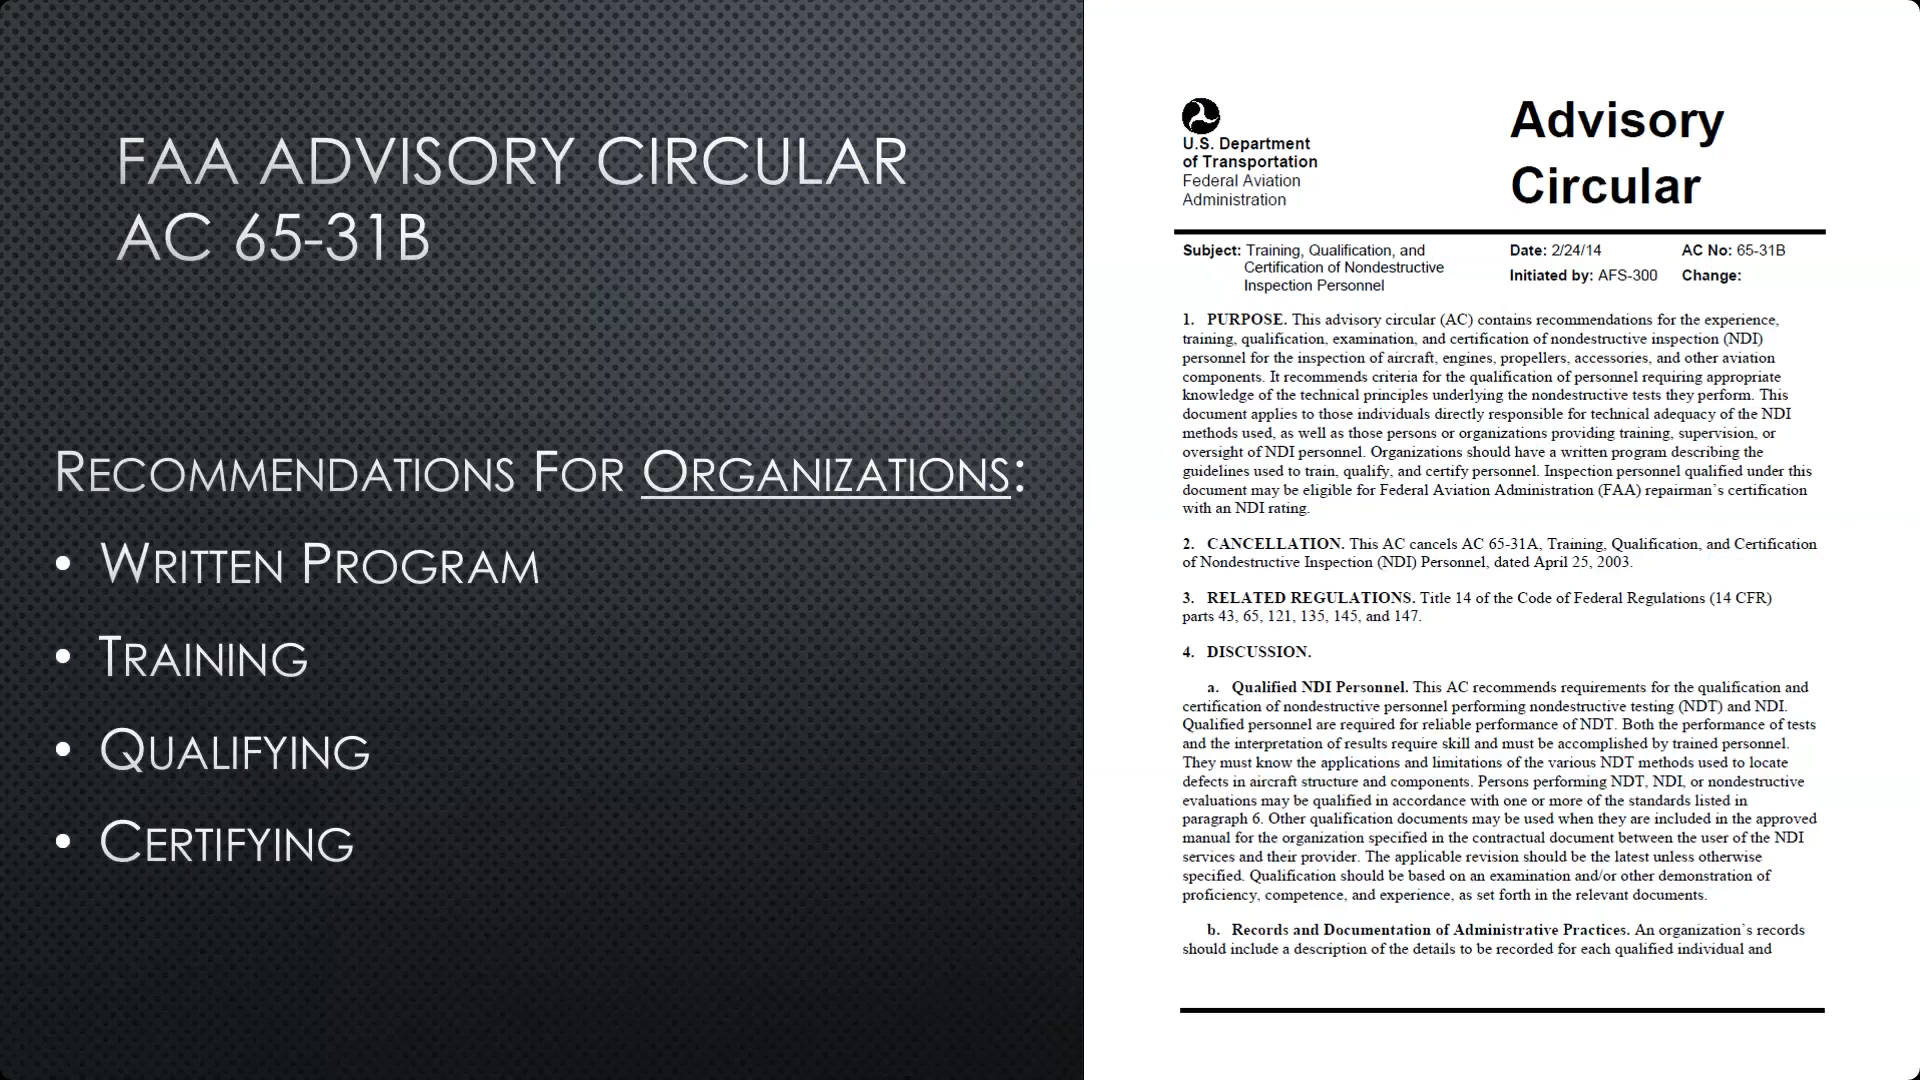 FAA ADVISORY CIRCULAR
AC 65-31B
RECOMMENDATIONS FOR ORGANIZATIONS:
• WRITTEN PROGRAM
• TRAINING
• QUALIFYING
• CERTIFYING
U.S. Department
of Transportation
Federal Aviation
Administration
Advisory
Circular
Subject: Training, Qualification, and
Certification of Nondestructive
Inspection Personnel
Date: 2/24/14
Initiated by: AFS-300
AC No: 65-31B
Change:
1. PURPOSE. This advisory circular (AC) contains recommendations for the experience,
training, qualification, examination, and certification of nondestructive inspection (NDI)
personnel for the inspection of aircraft, engines, propellers, accessories, and other aviation
components. It recommends criteria for the qualification of personnel requiring appropriate
knowledge of the technical principles underlying the nondestructive tests they perform. This
document applies to those individuals directly responsible for technical adequacy of the NDI
methods used, as well as those persons or organizations providing training, supervision, or
oversight of NDI personnel. Organizations should have a written program describing the
guidelines used to train, qualify, and certify personnel. Inspection personnel qualified under this
document may be eligible for Federal Aviation Administration (FAA) repairman’s certification
with an NDI rating.
2. CANCELLATION. This AC cancels AC 65-31A, Training, Qualification, and Certification
of Nondestructive Inspection (NDI) Personnel, dated April 25, 2003.
3. RELATED REGULATIONS. Title 14 of the Code of Federal Regulations (14 CFR)
parts 43, 65, 121, 135, 145, and 147.
4. DISCUSSION.
a. Qualified NDI Personnel. This AC recommends requirements for the qualification and
certification of nondestructive personnel performing nondestructive testing (NDT) and NDI.
Qualified personnel are required for reliable performance of NDT. Both the performance of tests
and the interpretation of results require skill and must be accomplished by trained personnel.
They must know the applications and limitations of the various NDT methods used to locate
defects in aircraft structure and components. Persons performing NDT, NDI, or nondestructive
evaluations may be qualified in accordance with one or more of the standards listed in
paragraph 6. Other qualification documents may be used when they are included in the approved
manual for the organization specified in the contractual document between the user of the NDI
services and their provider. The applicable revision should be the latest unless otherwise
specified. Qualification should be based on an examination and/or other demonstration of
proficiency, competence, and experience, as set forth in the relevant documents.
b. Records and Documentation of Administrative Practices. An organization’s records
should include a description of the details to be recorded for each qualified individual and